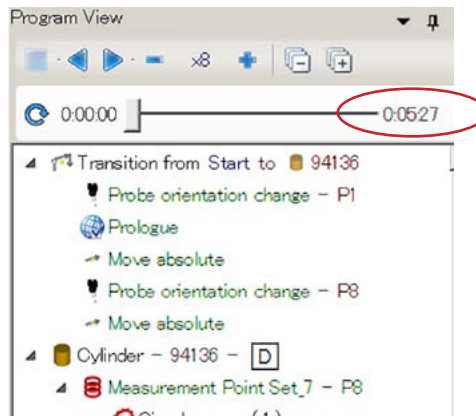 Program View
x8
0:00:00 0:05:27
Transition from Start to 94136
Probe orientation change - P1
Prologue
Move absolute
Probe orientation change - P8
Move absolute
Cylinder - 94136 - D
Measurement Point Set_7 - P8